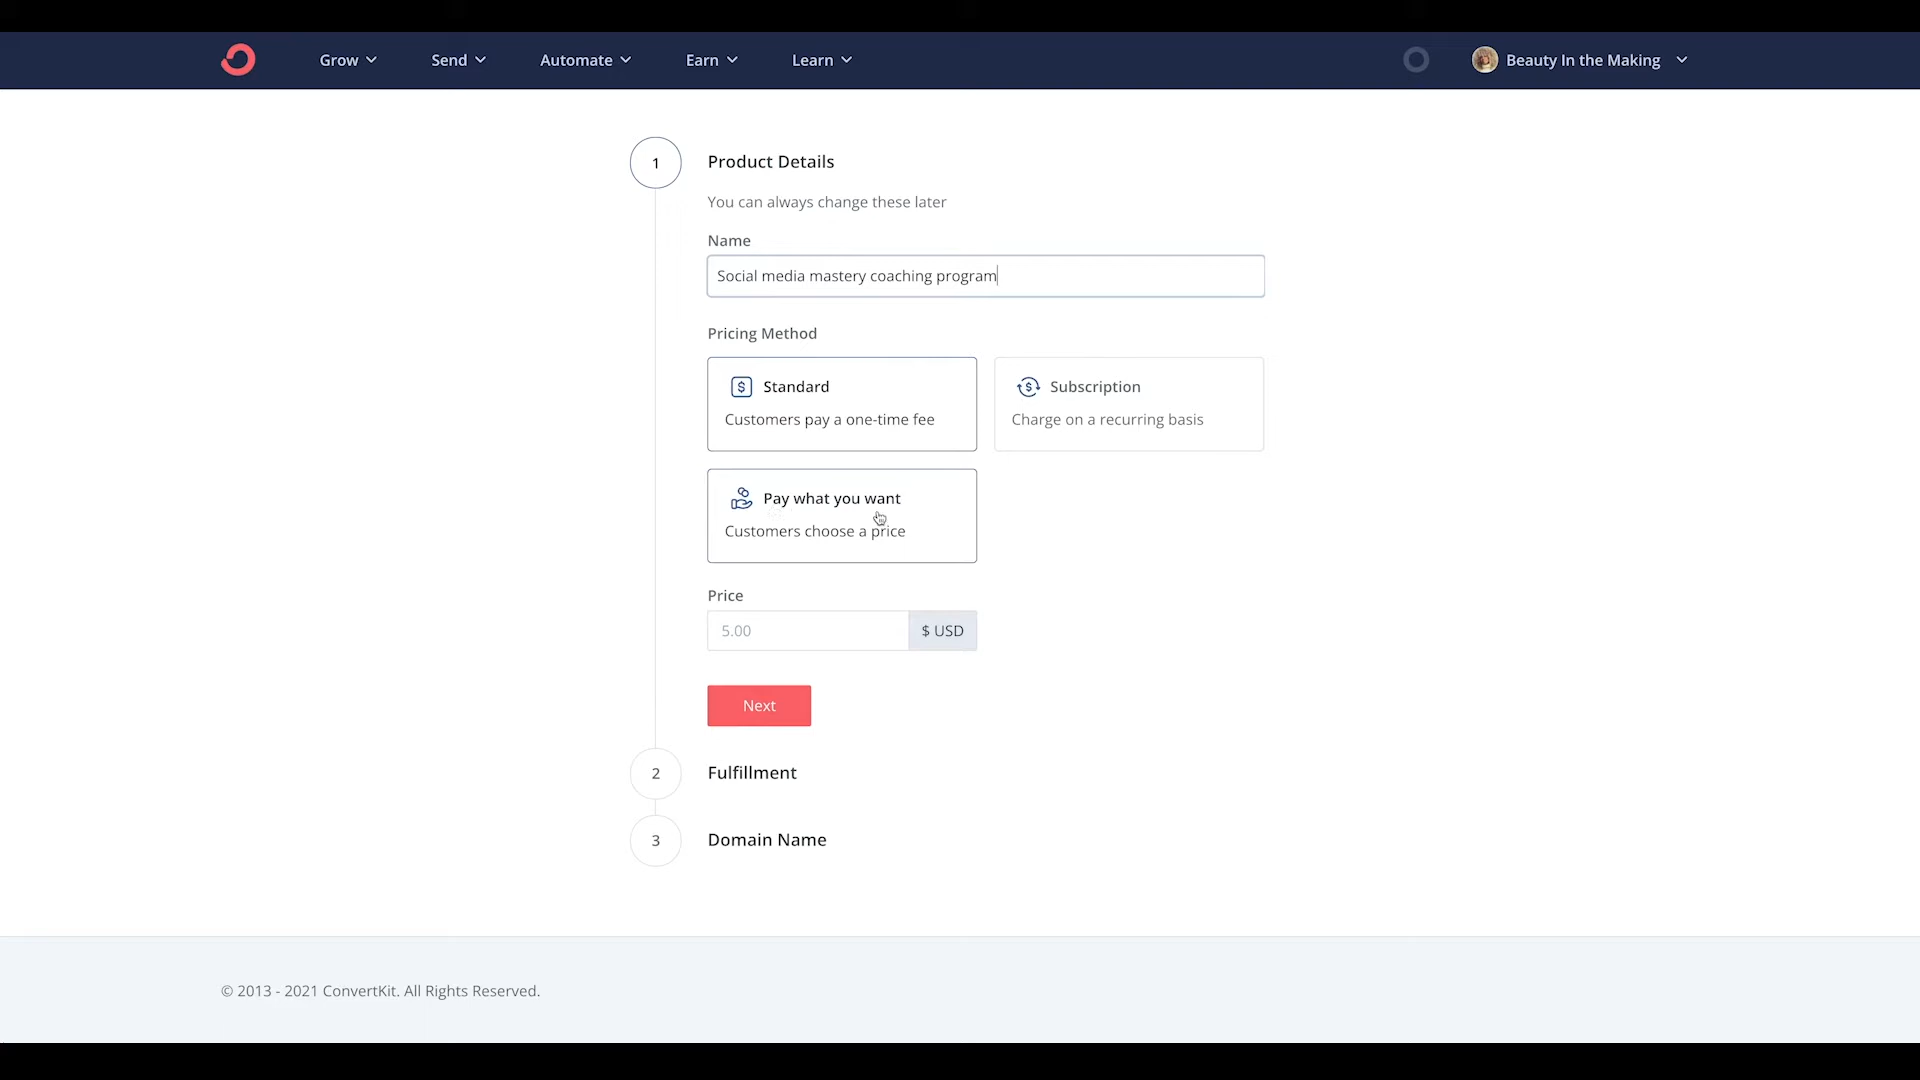 Grow Send Automate Earn Learn Beauty In the Making
1 Product Details
You can always change these later
Name
Social media mastery coaching program
Pricing Method
$ Standard
Customers pay a one-time fee
$ Subscription
Charge on a recurring basis
Pay what you want
Customers choose a price
Price
5.00 $ USD
Next
2 Fulfillment
3 Domain Name
© 2013 - 2021 ConvertKit. All Rights Reserved.